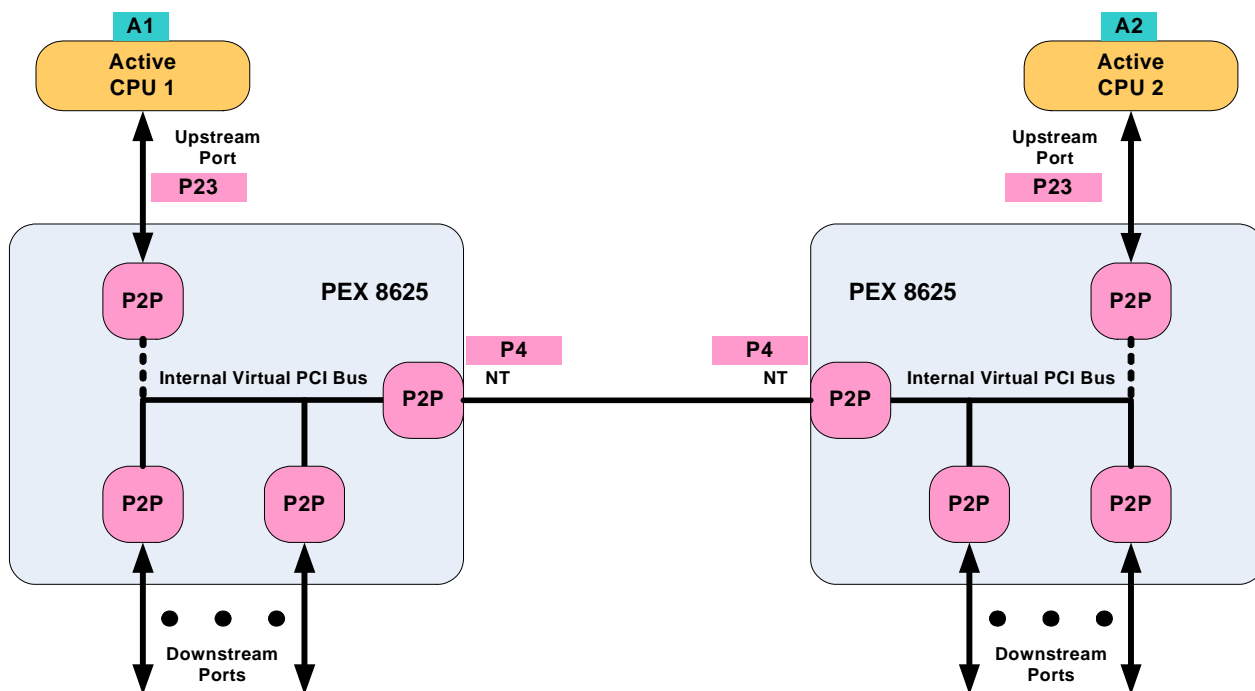 A1
Active
CPU 1
Upstream
Port
P23
P2P
PEX 8625
P4
NT
Internal Virtual PCI Bus
P2P
P2P
P2P
Downstream
Ports
A2
Active
CPU 2
Upstream
Port
P23
PEX 8625
P2P
P4
NT
P2P
Internal Virtual PCI Bus
P2P
P2P
Downstream
Ports